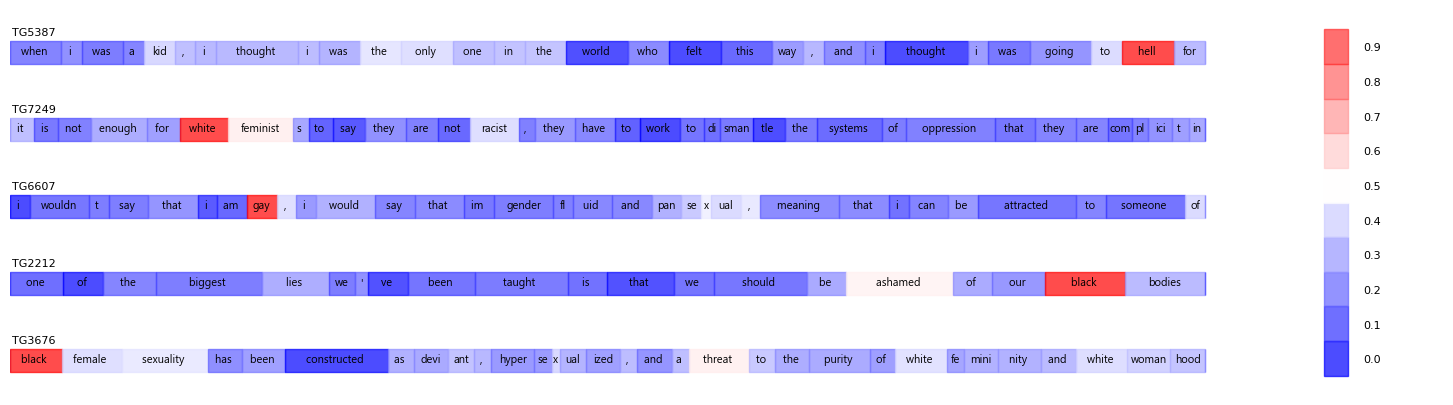 TG5387
when i was a kid , i thought i was the only one in the world who felt this way , and i thought i was going to hell for
TG7249
it is not enough for white feminist s to say they are not racist , they have to work to di sman tle the systems of oppression that they are com pl ici t in
TG6607
i wouldn t say that i am gay , i would say that im gender fl uid and pan se x ual , meaning that i can be attracted to someone of
TG2212
one of the biggest lies we ' ve been taught is that we should be ashamed of our black bodies
TG3676
black female sexuality has been constructed as devi ant , hyper se x ual ized , and a threat to the purity of white fe mini nity and white woman hood
0.9
0.8
0.7
0.6
0.5
0.4
0.3
0.2
0.1
0.0